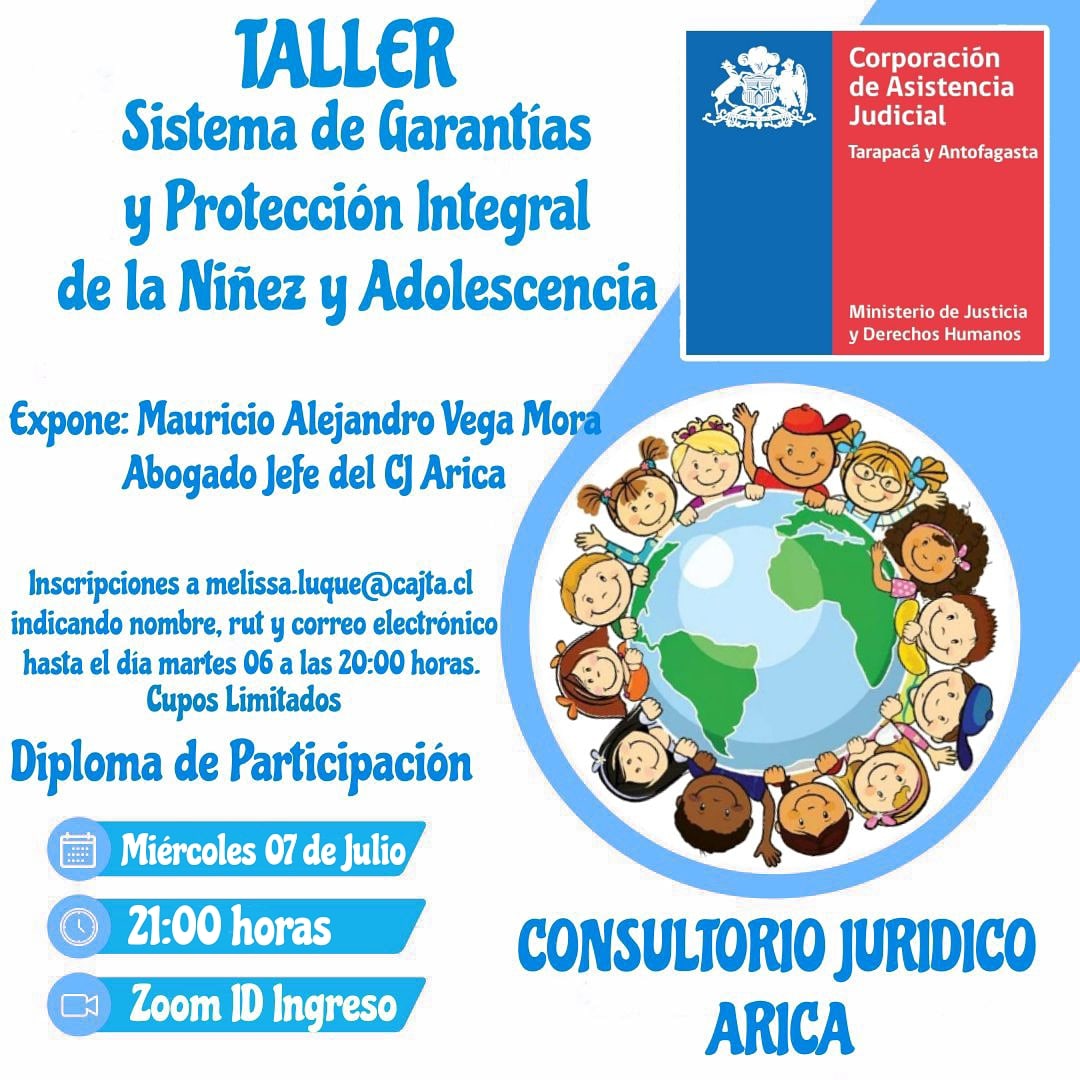 TALLER
Sistema de Garantías
y Protección Integral
de la Niñez y Adolescencia
Corporación
de Asistencia
Judicial
Tarapacá y Antofagasta
Ministerio de Justicia
y Derechos Humanos
Expone: Mauricio Alejandro Vega Mora
Abogado Jefe del CJ Arica
Inscripciones a melissa.luque@cajta.cl
indicando nombre, rut y correo electrónico
hasta el día martes 06 a las 20:00 horas.
Cupos Limitados
Diploma de Participación
Miércoles 07 de Julio
21:00 horas
Zoom ID Ingreso
CONSULTORIO JURIDICO
ARICA